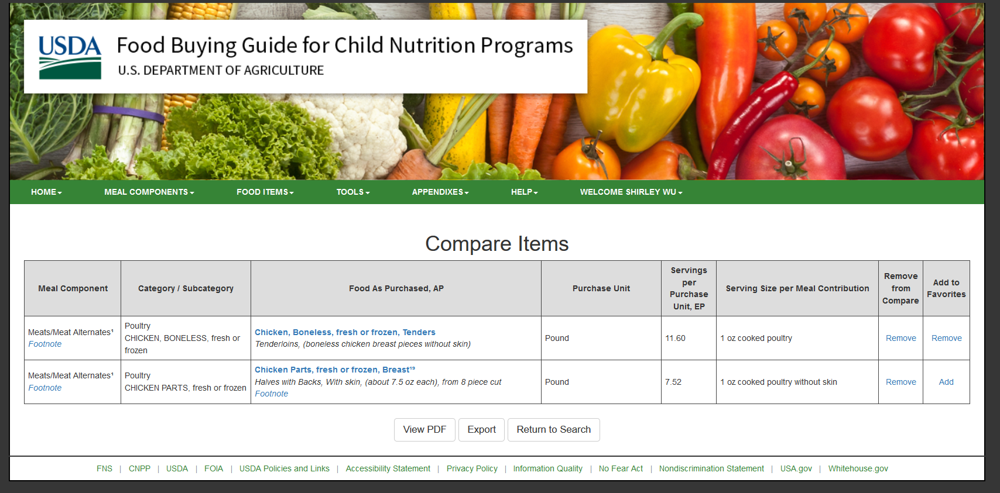 USDA
Food Buying Guide for Child Nutrition Programs
U.S. DEPARTMENT OF AGRICULTURE
HOME MEAL COMPONENTS FOOD ITEMS TOOLS APPENDIXES HELP WELCOME SHIRLEY WU
Compare Items
Meal Component
Category / Subcategory
Food As Purchased, AP
Purchase Unit
Servings
per
Purchase
Unit, EP
Serving Size per Meal Contribution
Remove
from
Compare
Add to
Favorites
Meats/Meat Alternates¹
Footnote
Poultry
CHICKEN, BONELESS, fresh or
frozen
Chicken, Boneless, fresh or frozen, Tenders
Tenderloins, (boneless chicken breast pieces without skin)
Pound
11.60
1 oz cooked poultry
Remove
Remove
Meats/Meat Alternates¹
Footnote
Poultry
CHICKEN PARTS, fresh or frozen
Chicken Parts, fresh or frozen, Breast¹⁹
Halves with Backs, With skin, (about 7.5 oz each), from 8 piece cut
Footnote
Pound
7.52
1 oz cooked poultry without skin
Remove
Add
View PDF Export Return to Search
FNS | CNPP | USDA | FOIA | USDA Policies and Links | Accessibility Statement | Privacy Policy | Information Quality | No Fear Act | Nondiscrimination Statement | USA.gov | Whitehouse.gov